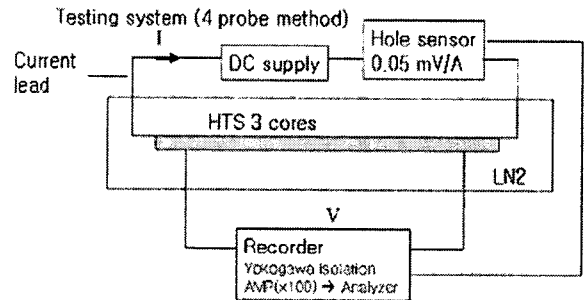 Testing system (4 probe method)
I
Current
lead
DC supply
Hole sensor
0.05 mV/A
HTS 3 cores
LN2
V
Recorder
Yokogawa Isolation
AMP(x100) → Analyzer